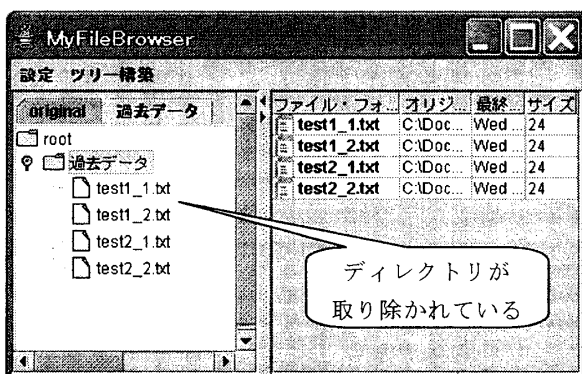 MyFileBrowser
設定 ツリー構築
original 過去データ
root
過去データ
test1_1.txt
test1_2.txt
test2_1.txt
test2_2.txt
ファイル・フォ... オリジ... 最終... サイズ
test1_1.txt C:\Doc... Wed ... 24
test1_2.txt C:\Doc... Wed ... 24
test2_1.txt C:\Doc... Wed ... 24
test2_2.txt C:\Doc... Wed ... 24
ディレクトリが
取り除かれている